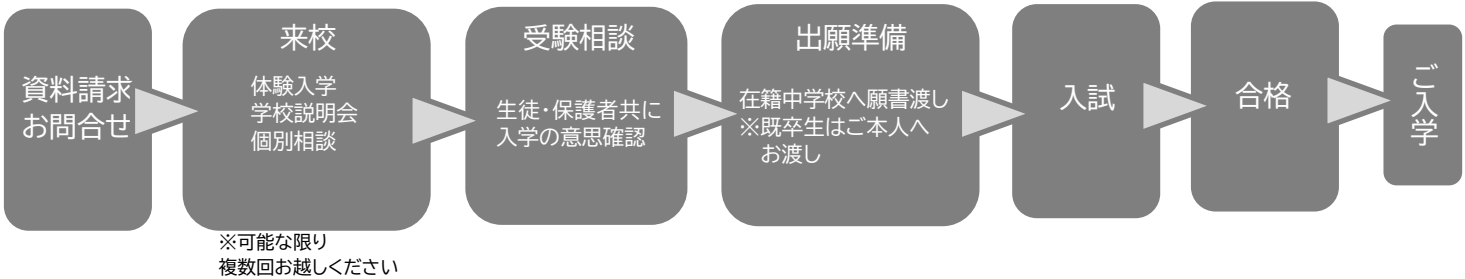 資料請求
お問合せ
来校
体験入学
学校説明会
個別相談
※可能な限り
複数回お越しください
受験相談
生徒・保護者共に
入学の意思確認
出願準備
在籍中学校へ願書渡し
※既卒生はご本人へ
お渡し
入試
合格
ご入学